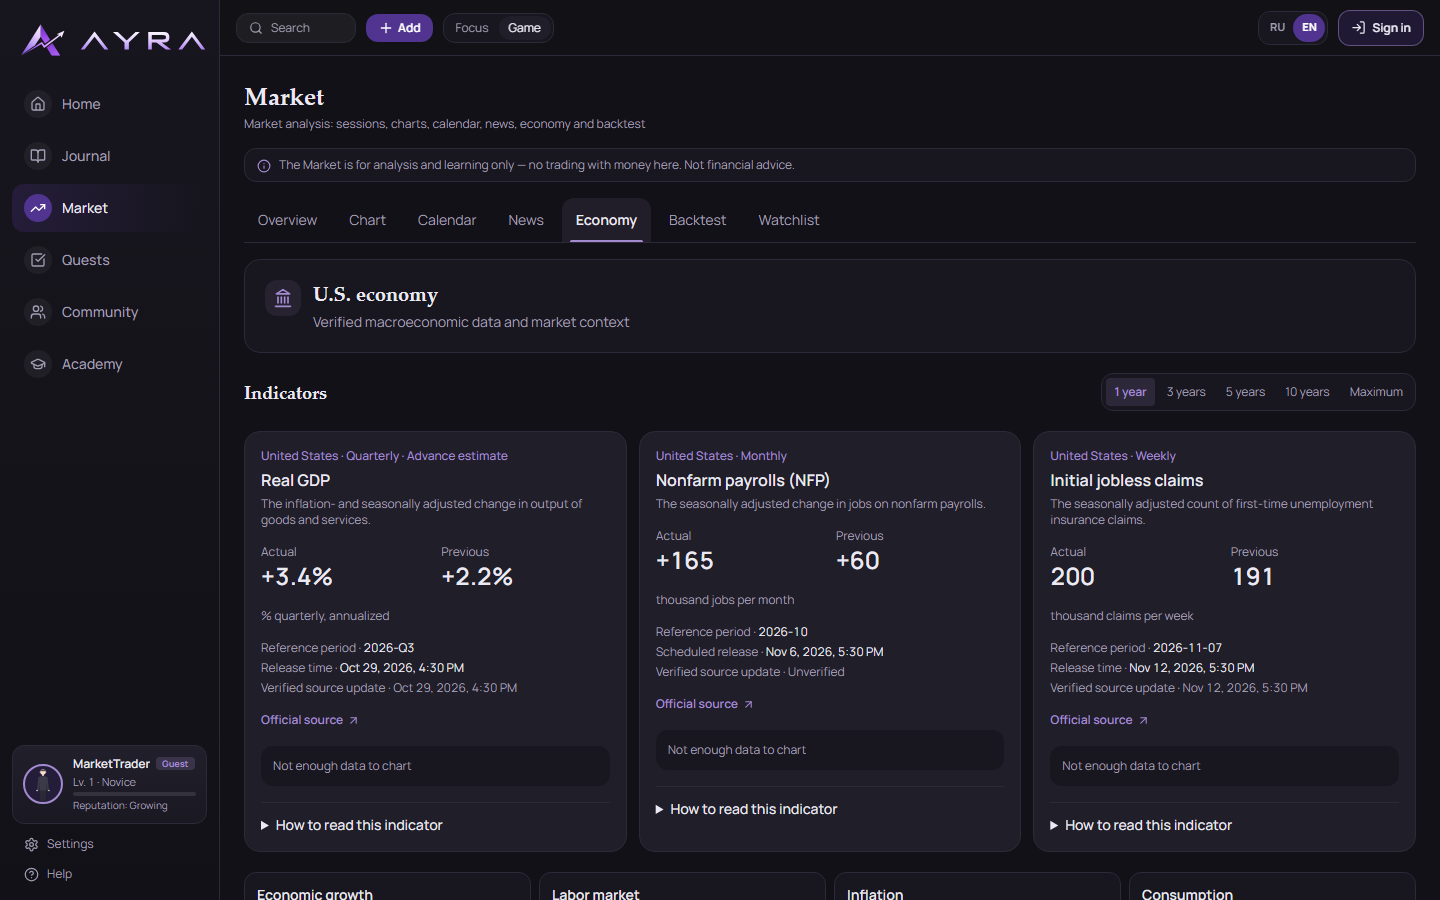 AYRA
Search
Add
Focus
Game
RU
EN
Sign in
Home
Journal
Market
Quests
Community
Academy
MarketTrader
Guest
Lv. 1 · Novice
Reputation: Growing
Settings
Help
Market
Market analysis: sessions, charts, calendar, news, economy and backtest
The Market is for analysis and learning only — no trading with money here. Not financial advice.
Overview
Chart
Calendar
News
Economy
Backtest
Watchlist
U.S. economy
Verified macroeconomic data and market context
Indicators
1 year
3 years
5 years
10 years
Maximum
United States · Quarterly · Advance estimate
Real GDP
The inflation- and seasonally adjusted change in output of
goods and services.
Actual
Previous
+3.4%
+2.2%
% quarterly, annualized
Reference period · 2026-Q3
Release time · Oct 29, 2026, 4:30 PM
Verified source update · Oct 29, 2026, 4:30 PM
Official source
Not enough data to chart
How to read this indicator
United States · Monthly
Nonfarm payrolls (NFP)
The seasonally adjusted change in jobs on nonfarm payrolls.
Actual
Previous
+165
+60
thousand jobs per month
Reference period · 2026-10
Scheduled release · Nov 6, 2026, 5:30 PM
Verified source update · Unverified
Official source
Not enough data to chart
How to read this indicator
United States · Weekly
Initial jobless claims
The seasonally adjusted count of first-time unemployment
insurance claims.
Actual
Previous
200
191
thousand claims per week
Reference period · 2026-11-07
Release time · Nov 12, 2026, 5:30 PM
Verified source update · Nov 12, 2026, 5:30 PM
Official source
Not enough data to chart
How to read this indicator
Economic growth
Labor market
Inflation
Consumption